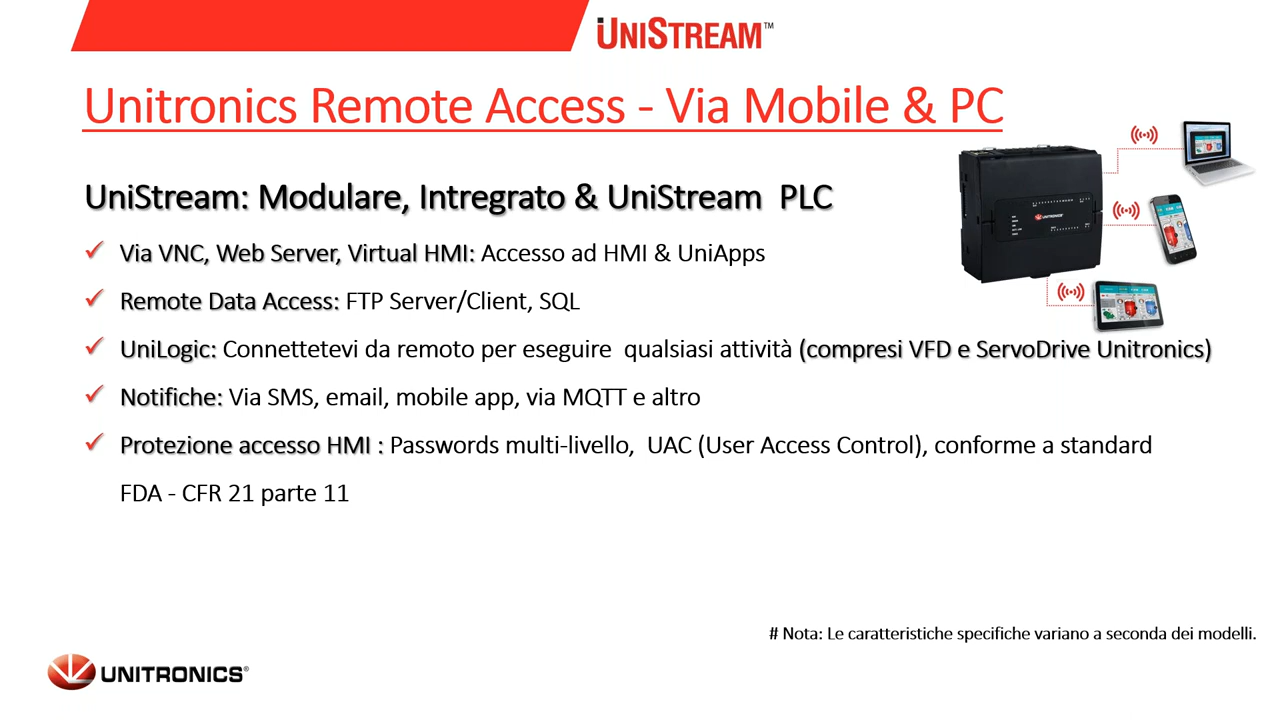 UNISTREAM™
Unitronics Remote Access - Via Mobile & PC
UniStream: Modulare, Intregrato & UniStream PLC
✓ Via VNC, Web Server, Virtual HMI: Accesso ad HMI & UniApps
✓ Remote Data Access: FTP Server/Client, SQL
✓ UniLogic: Connettetevi da remoto per eseguire qualsiasi attività (compresi VFD e ServoDrive Unitronics)
✓ Notifiche: Via SMS, email, mobile app, via MQTT e altro
✓ Protezione accesso HMI : Passwords multi-livello, UAC (User Access Control), conforme a standard
FDA - CFR 21 parte 11
UNITRONICS
# Nota: Le caratteristiche specifiche variano a seconda dei modelli.
UNITRONICS®